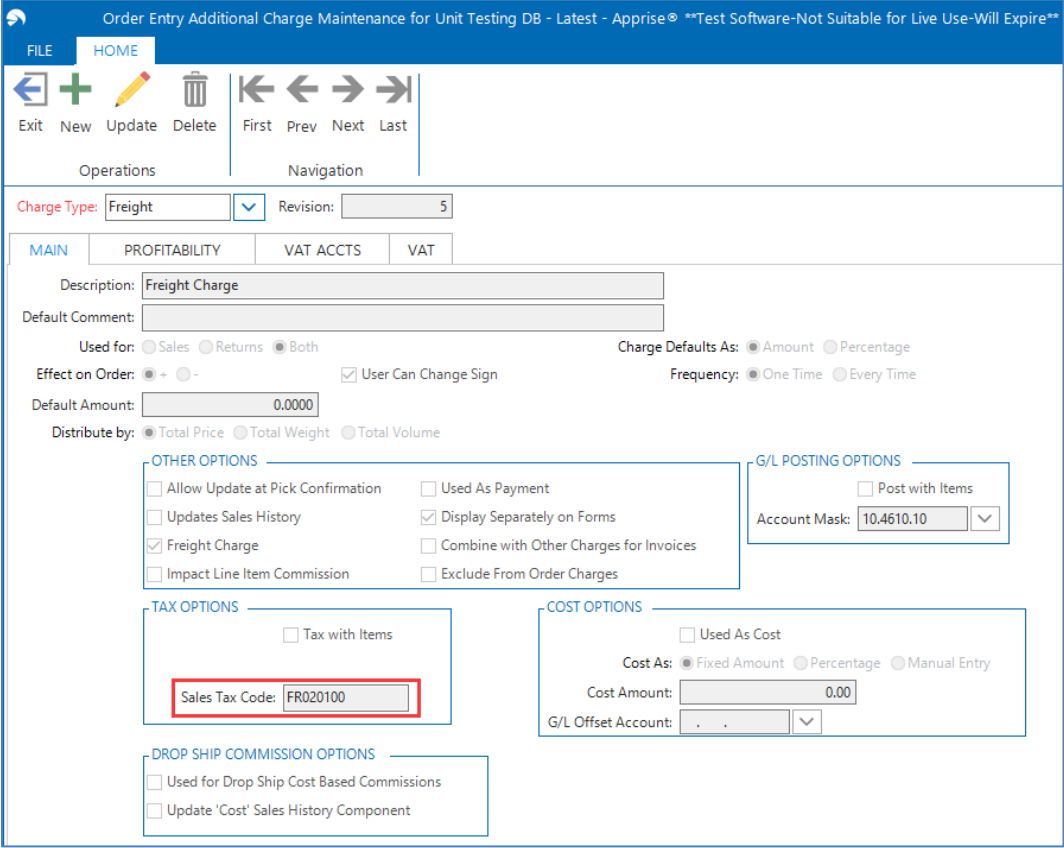 Order Entry Additional Charge Maintenance for Unit Testing DB - Latest - Apprise® **Test Software-Not Suitable for Live Use-Will Expire**
FILE HOME
Exit New Update Delete First Prev Next Last
Operations Navigation
Charge Type: Freight Revision: 5
MAIN PROFITABILITY VAT ACCTS VAT
Description: Freight Charge
Default Comment:
Used for: Sales Returns Both Charge Defaults As: Amount Percentage
Effect on Order: + - User Can Change Sign Frequency: One Time Every Time
Default Amount: 0.0000
Distribute by: Total Price Total Weight Total Volume
OTHER OPTIONS G/L POSTING OPTIONS
Allow Update at Pick Confirmation Used As Payment Post with Items
Updates Sales History Display Separately on Forms Account Mask: 10.4610.10
Freight Charge Combine with Other Charges for Invoices
Impact Line Item Commission Exclude From Order Charges
TAX OPTIONS COST OPTIONS
Tax with Items Used As Cost
Cost As: Fixed Amount Percentage Manual Entry
Sales Tax Code: FR020100 Cost Amount: 0.00
G/L Offset Account: . .
DROP SHIP COMMISSION OPTIONS
Used for Drop Ship Cost Based Commissions
Update 'Cost' Sales History Component